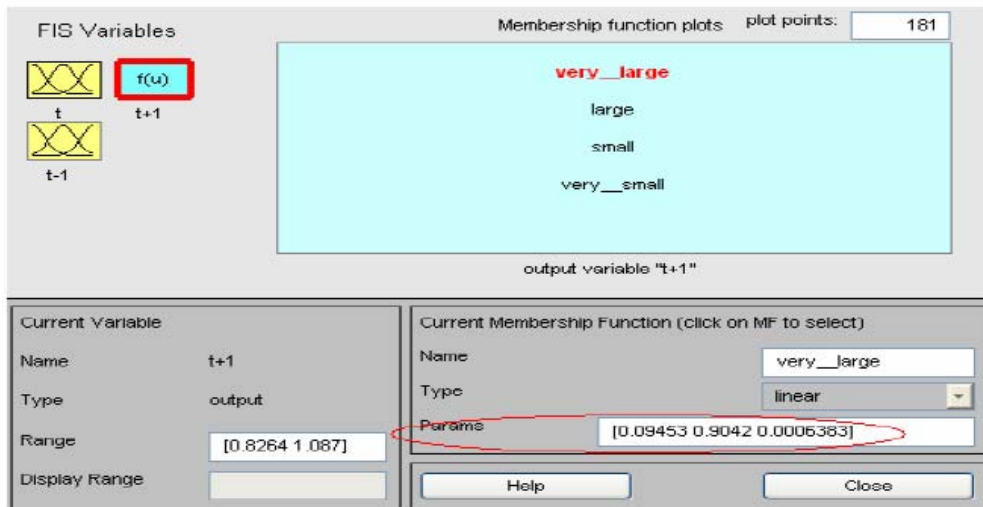 FIS Variables
Membership function plots plot points: 181
f(u)
t t+1
t-1
very__large
large
small
very__small
output variable "t+1"
Current Variable
Name t+1
Type output
Range [0.8264 1.087]
Display Range
Current Membership Function (click on MF to select)
Name very__large
Type linear
Params [0.09453 0.9042 0.0006383]
Help Close